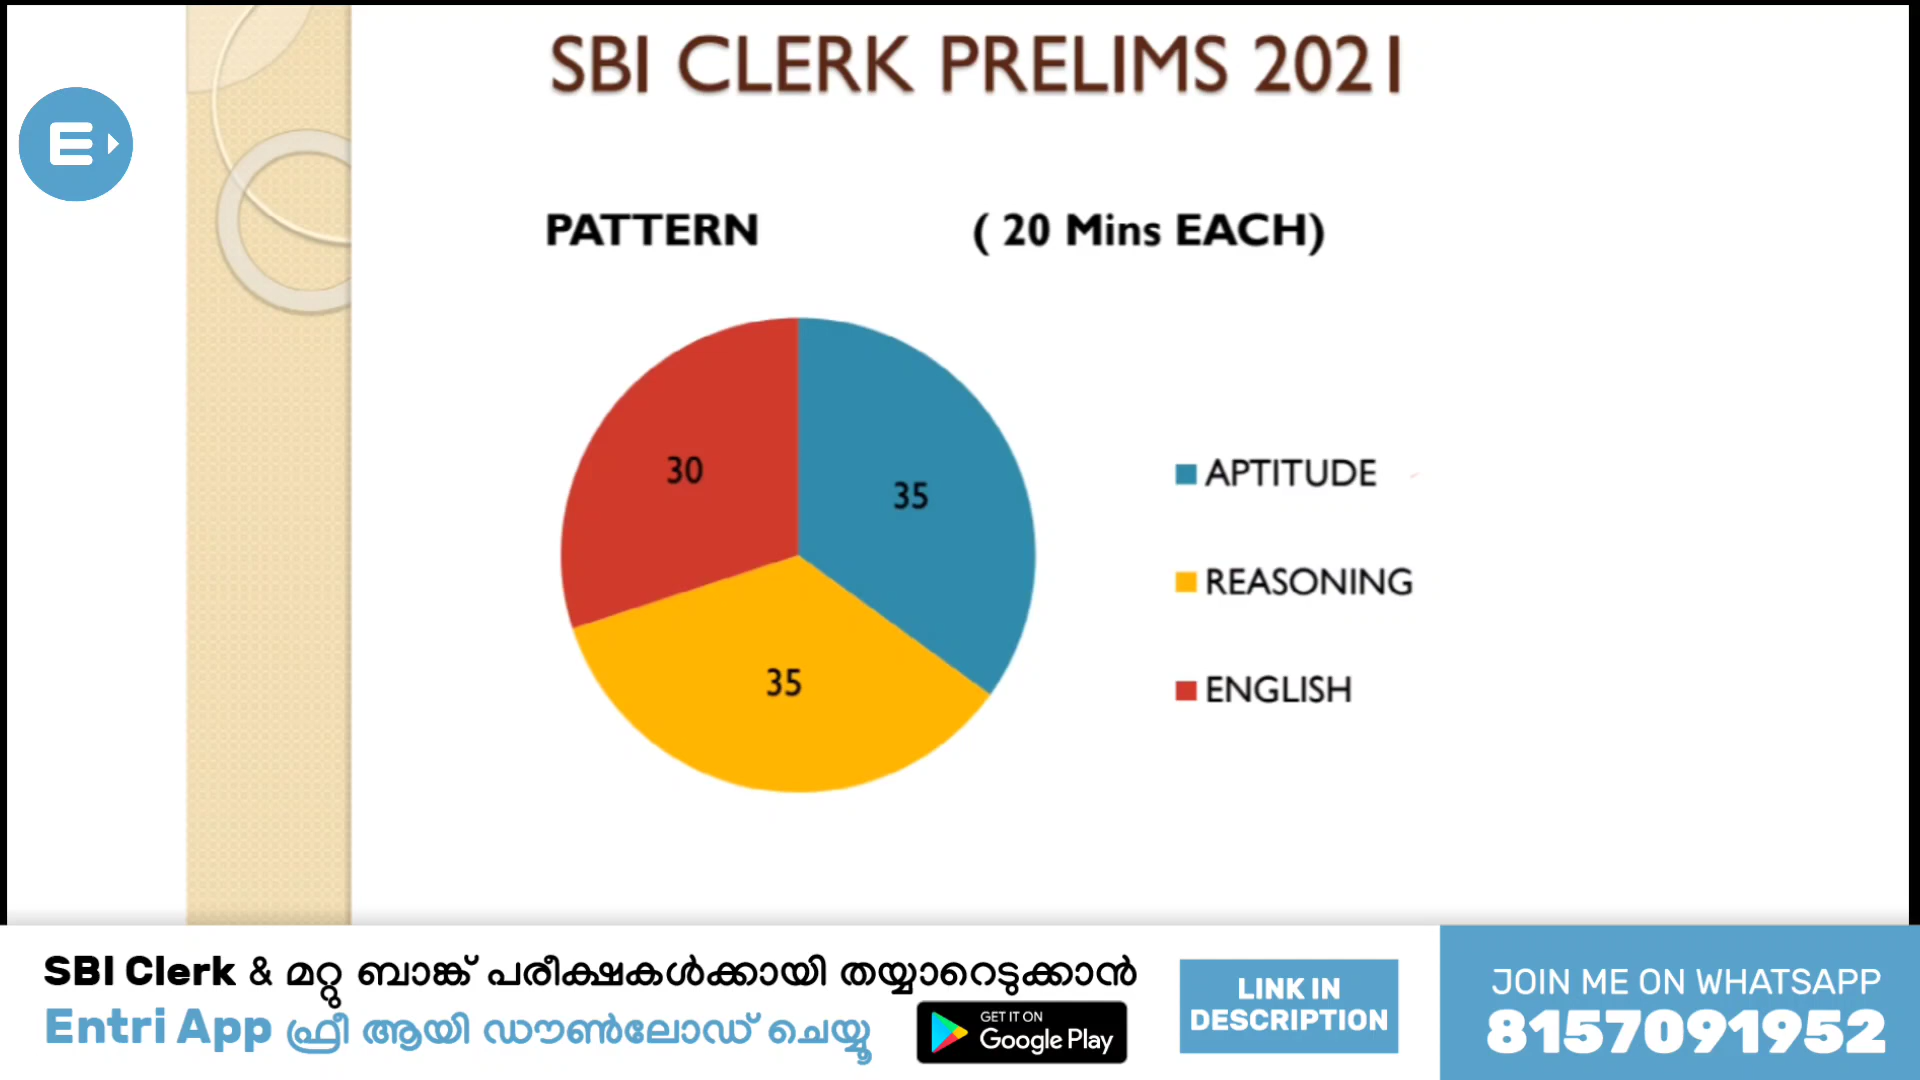 SBI CLERK PRELIMS 2021
E
PATTERN ( 20 Mins EACH)
30
35
35
APTITUDE
REASONING
ENGLISH
SBI Clerk & മറ്റു ബാങ്ക് പരീക്ഷകൾക്കായി തയ്യാറെടുക്കാൻ
Entri App ഫ്രീ ആയി ഡൗൺലോഡ് ചെയ്യൂ
GET IT ON
Google Play
LINK IN
DESCRIPTION
JOIN ME ON WHATSAPP
8157091952